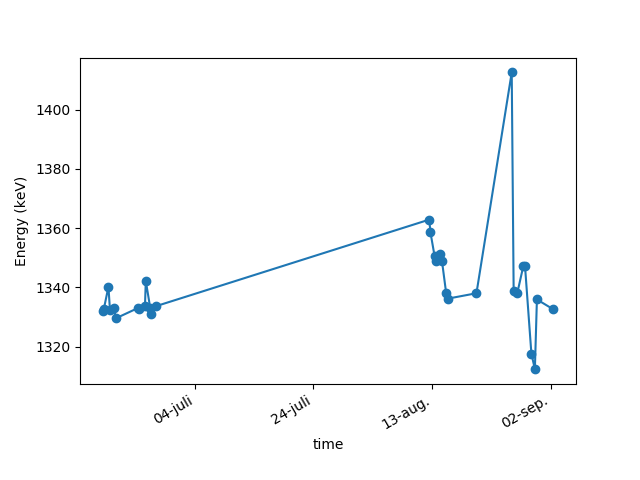 1400
1380
1360
1340
1320
Energy (keV)
04-juli
24-juli
13-aug.
02-sep.
time